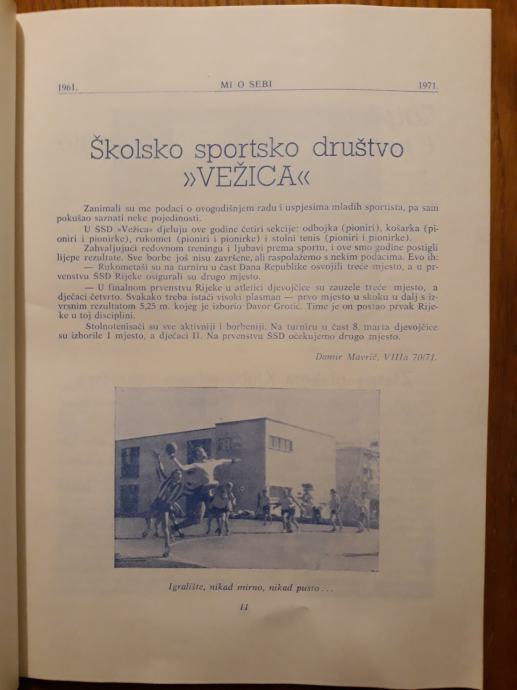 1961. MI O SEBI 1971.
Školsko sportsko društvo
»VEŽICA«
Zanimali su me podaci o ovogodišnjem radu i uspjesima mladih sportista, pa sam
pokušao saznati neke pojedinosti.
U SSD »Vežica« djeluju ove godine četiri sekcije: odbojka (pioniri), košarka (pi-
oniri i pionirke), rukomet (pioniri i pionirke) i stolni tenis (pioniri i pionirke).
Zahvaljujući redovnom treningu i ljubavi prema sportu, i ove smo godine postigli
lijepe rezultate. Sve borbe još nisu završene, ali raspolažemo s nekim podacima. Evo ih:
— Rukometaši su na turniru u čast Dana Republike osvojili treće mjesto, a u pr-
venstvu SSD Rijeke osigurali su drugo mjesto.
— U finalnom prvenstvu Rijeke u atletici djevojčice su zauzele treće mjesto, a
dječaci četvrto. Svakako treba istaći visoki plasman — prvo mjesto u skoku u dalj s iz-
vrsnim rezultatom 5,25 m. kojeg je izborio Davor Grotić. Time je on postao prvak Rije-
ke u toj disciplini.
Stolnotenisači su sve aktivniji i borbeniji. Na turniru u čast 8. marta djevojčice
su izborile I mjesto, a dječaci II. Na prvenstvu SSD očekujemo drugo mjesto.
Damir Mavrić, VIIIa 70/71.
Igralište, nikad mirno, nikad pusto...
14